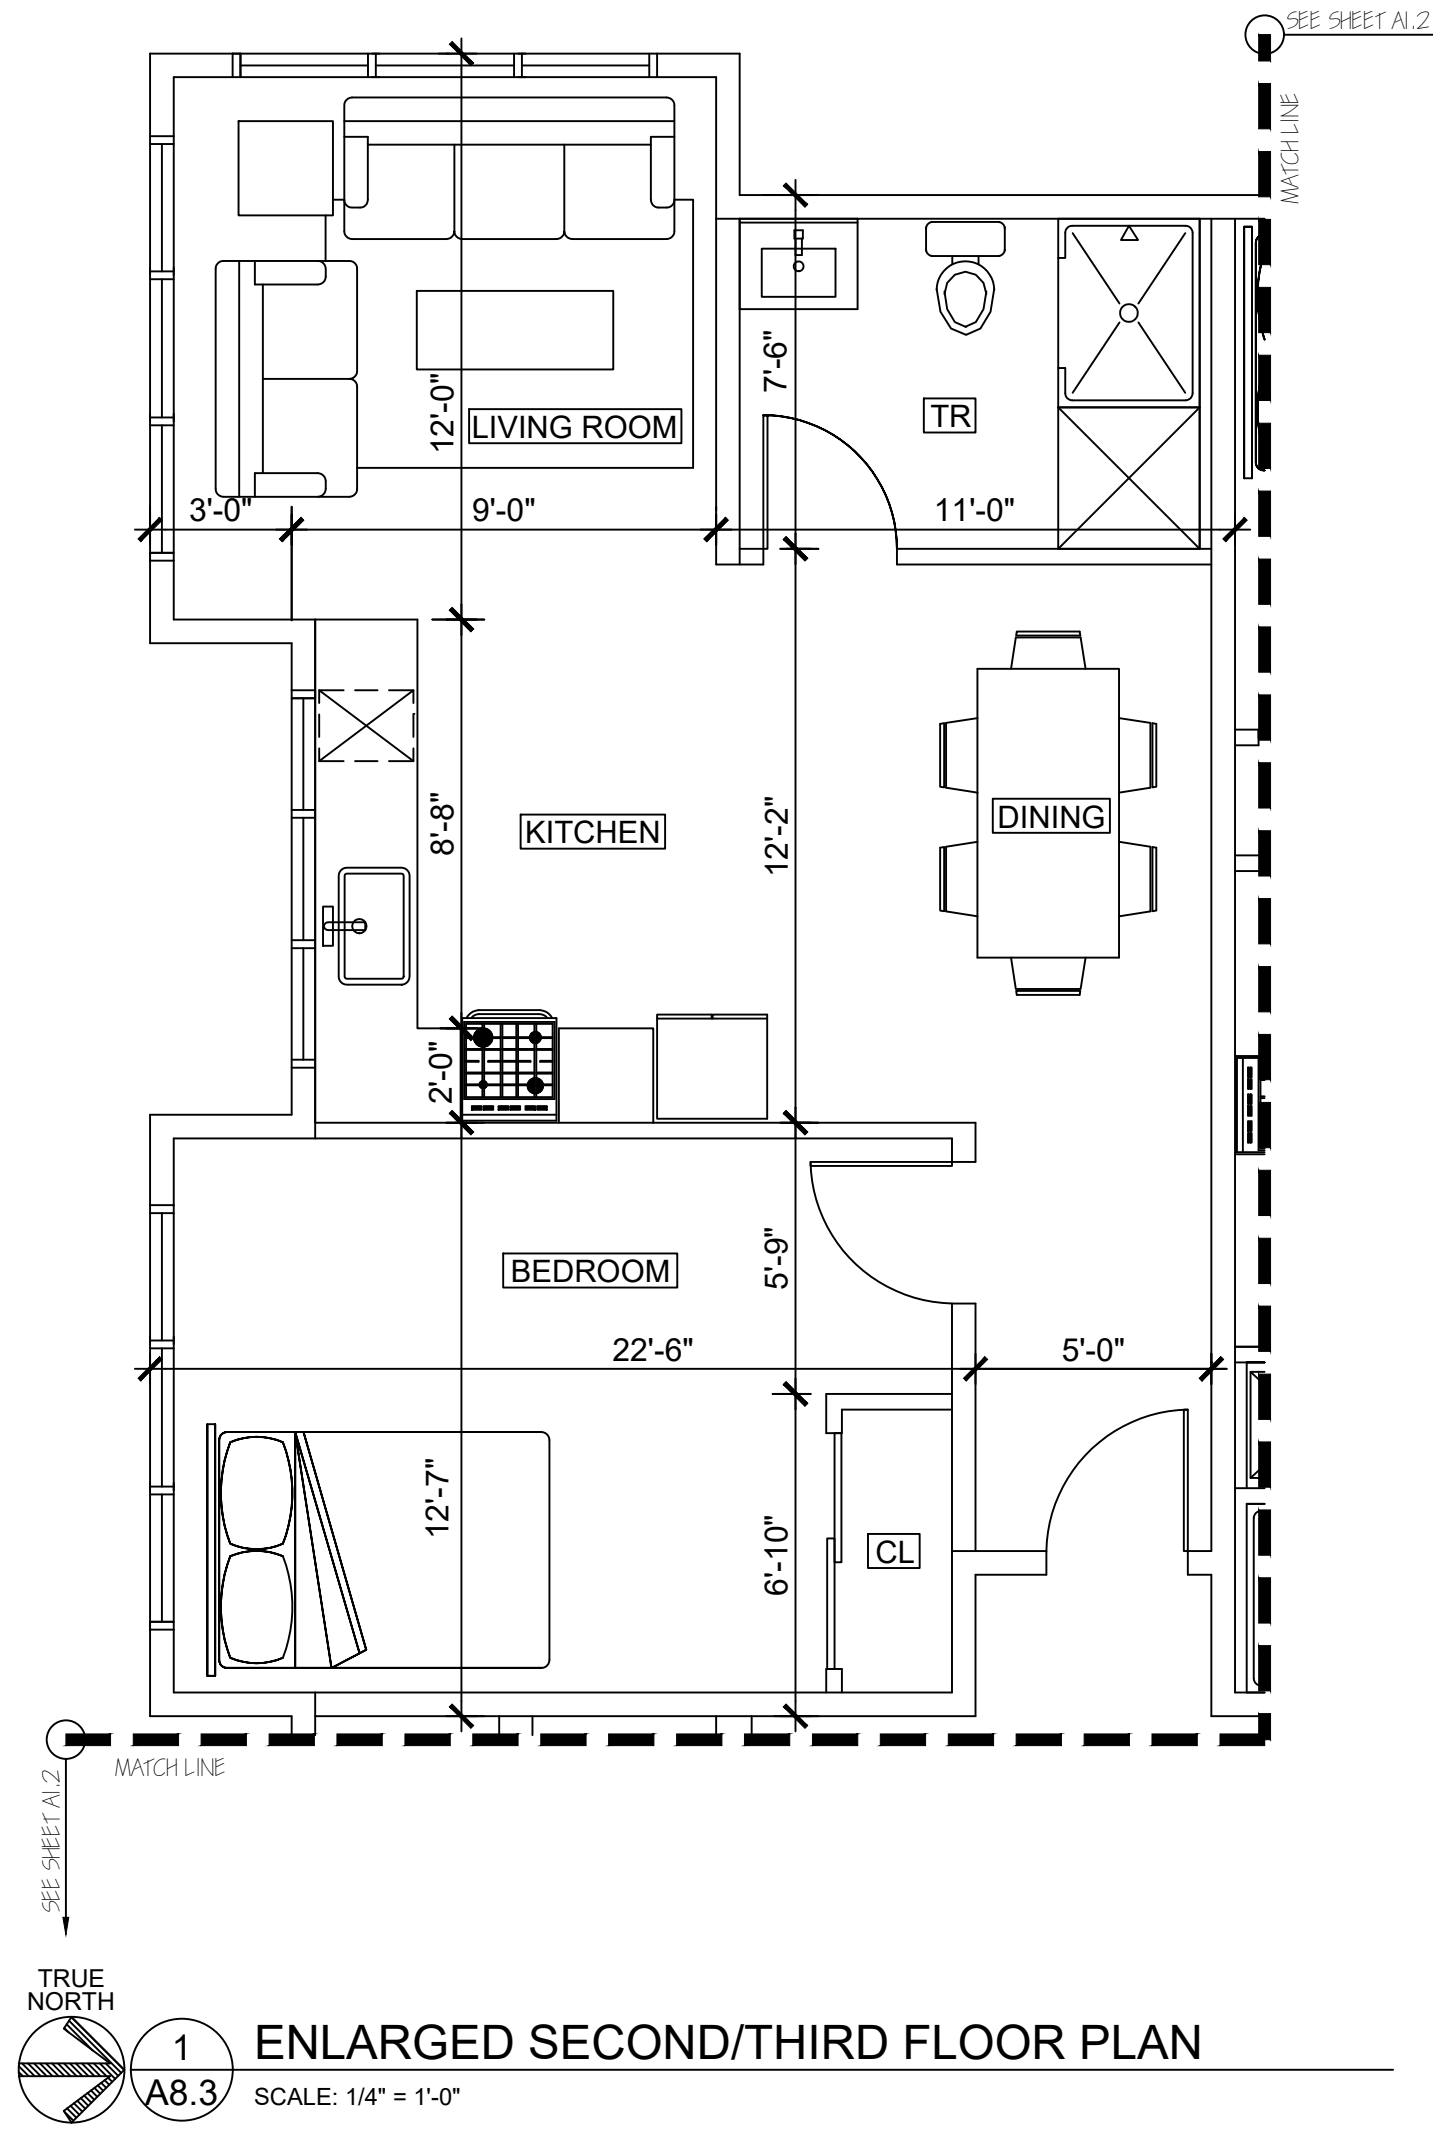 SEE SHEET A1.2
MATCH LINE
7'-6"
12'-0"
LIVING ROOM
TR
3'-0"
9'-0"
11'-0"
8'-8"
KITCHEN
12'-2"
DINING
2'-0"
BEDROOM
5'-9"
22'-6"
5'-0"
12'-7"
6'-10"
CL
MATCH LINE
SEE SHEET A1.2
TRUE
NORTH
1
A8.3
ENLARGED SECOND/THIRD FLOOR PLAN
SCALE: 1/4" = 1'-0"